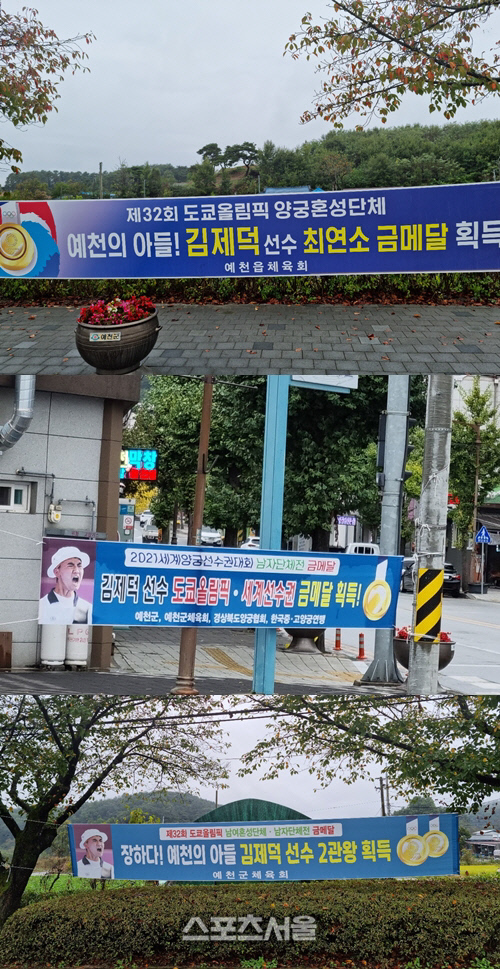 제32회 도쿄올림픽 양궁혼성단체
예천의 아들! 김제덕 선수 최연소 금메달 획득
예천읍체육회
예천군
막창
2021세계양궁선수권대회 남자단체전 금메달
김제덕 선수 도쿄올림픽·세계선수권 금메달 획득!
예천군, 예천군체육회, 경상북도양궁협회, 한국중·고양궁연맹
제32회 도쿄올림픽 남여혼성단체·남자단체전 금메달
장하다! 예천의 아들 김제덕 선수 2관왕 획득
예천군체육회
스포츠서울